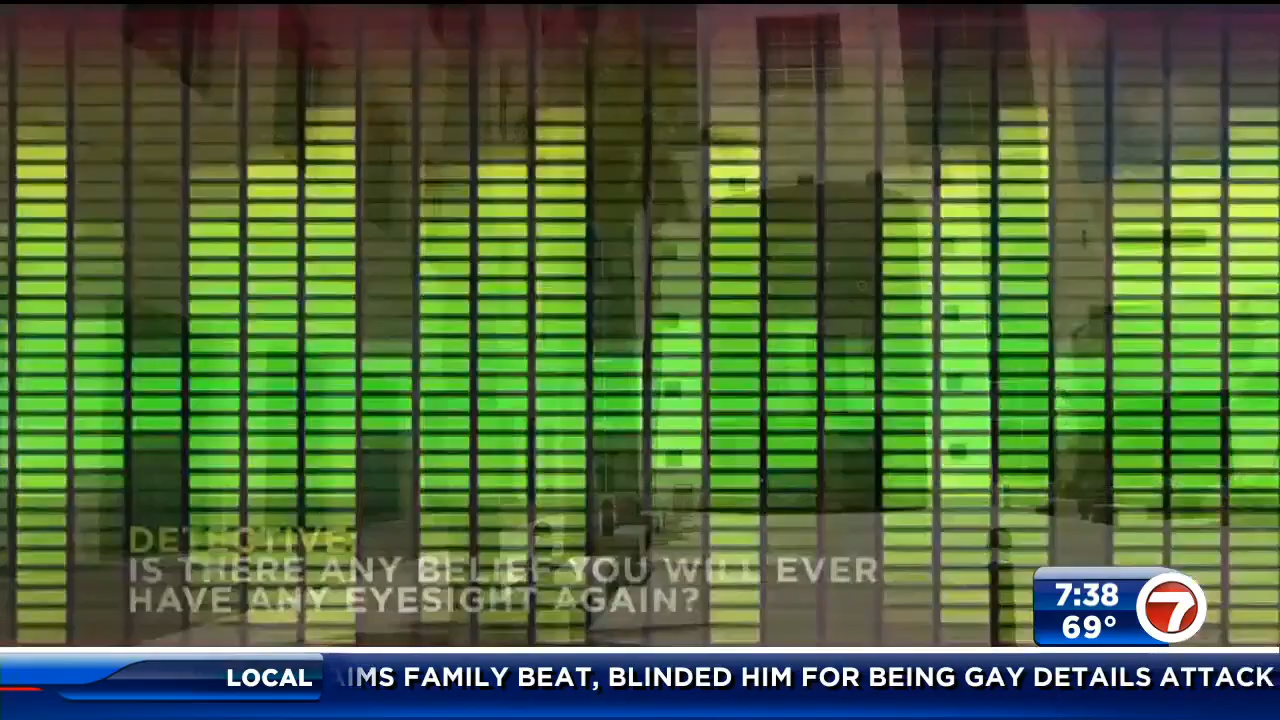 DETECTIVE:
IS THERE ANY BELIEF YOU WILL EVER
HAVE ANY EYESIGHT AGAIN?
7:38
69°
7
LOCAL
IMS FAMILY BEAT, BLINDED HIM FOR BEING GAY DETAILS ATTACK